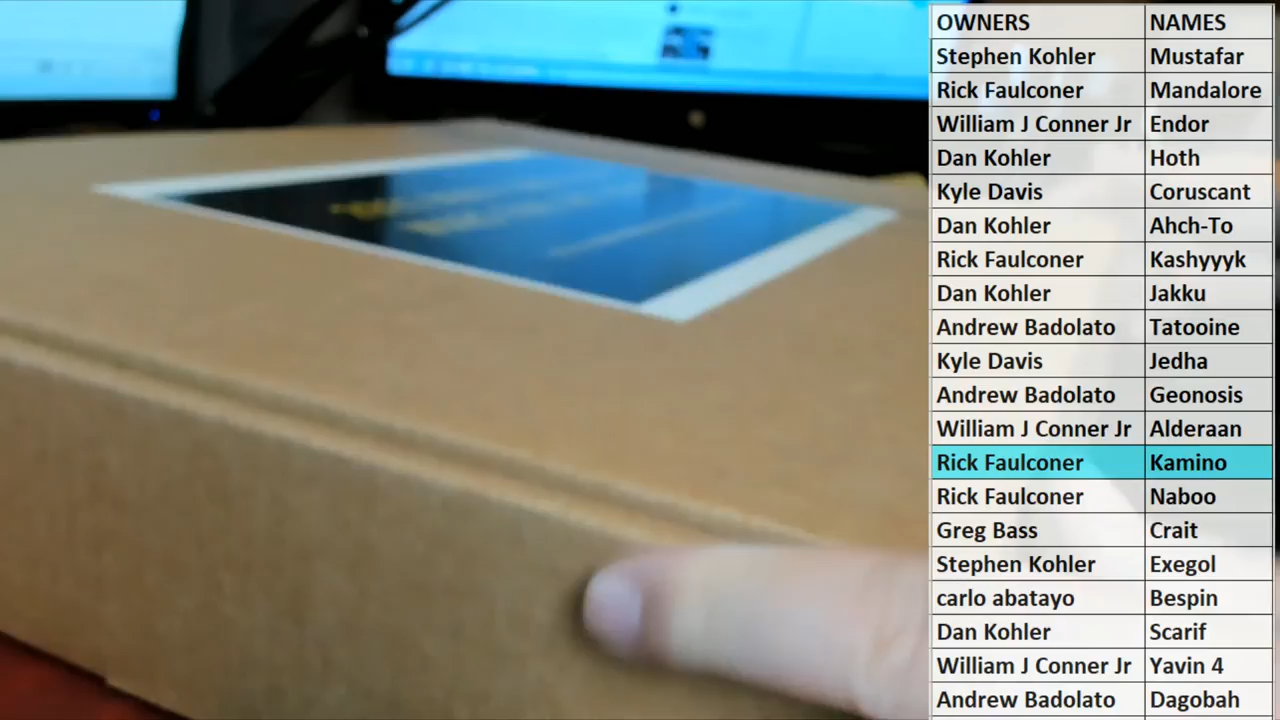 OWNERS NAMES
Stephen Kohler Mustafar
Rick Faulconer Mandalore
William J Conner Jr Endor
Dan Kohler Hoth
Kyle Davis Coruscant
Dan Kohler Ahch-To
Rick Faulconer Kashyyyk
Dan Kohler Jakku
Andrew Badolato Tatooine
Kyle Davis Jedha
Andrew Badolato Geonosis
William J Conner Jr Alderaan
Rick Faulconer Kamino
Rick Faulconer Naboo
Greg Bass Crait
Stephen Kohler Exegol
carlo abatayo Bespin
Dan Kohler Scarif
William J Conner Jr Yavin 4
Andrew Badolato Dagobah